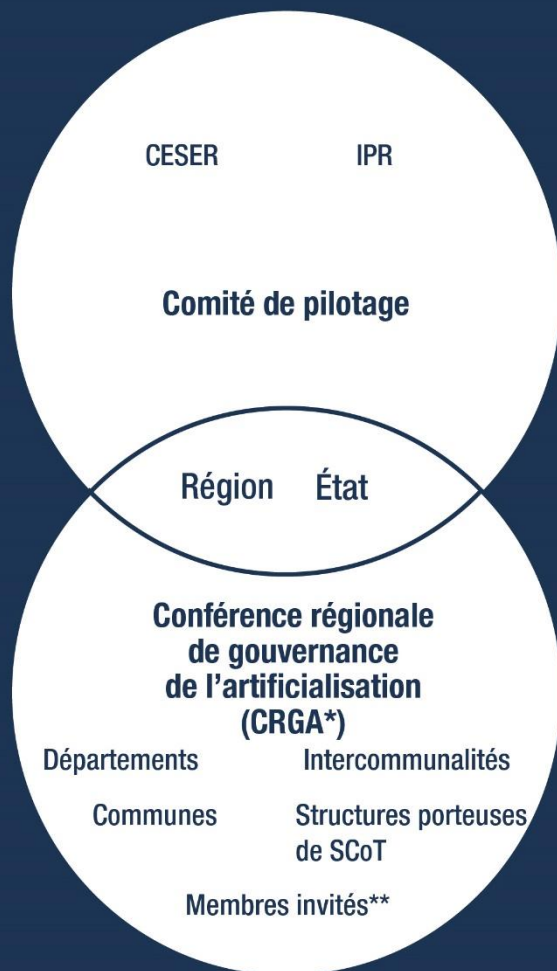 CESER IPR
Comité de pilotage
Région État
Conférence régionale
de gouvernance
de l’artificialisation
(CRGA*)
Départements Intercommunalités
Communes Structures porteuses
de SCoT
Membres invités**